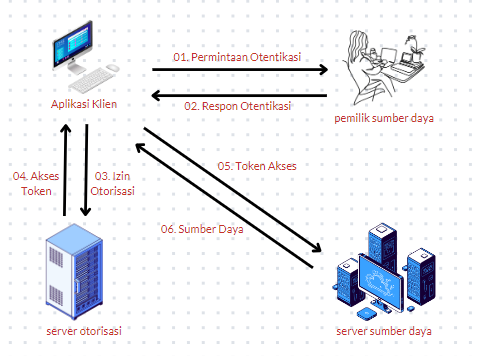 01. Permintaan Otentikasi
Aplikasi Klien
02. Respon Otentikasi
pemilik sumber daya
04. Akses
Token
03. Izin
Otorisasi
05. Token Akses
06. Sumber Daya
server otorisasi
server sumber daya